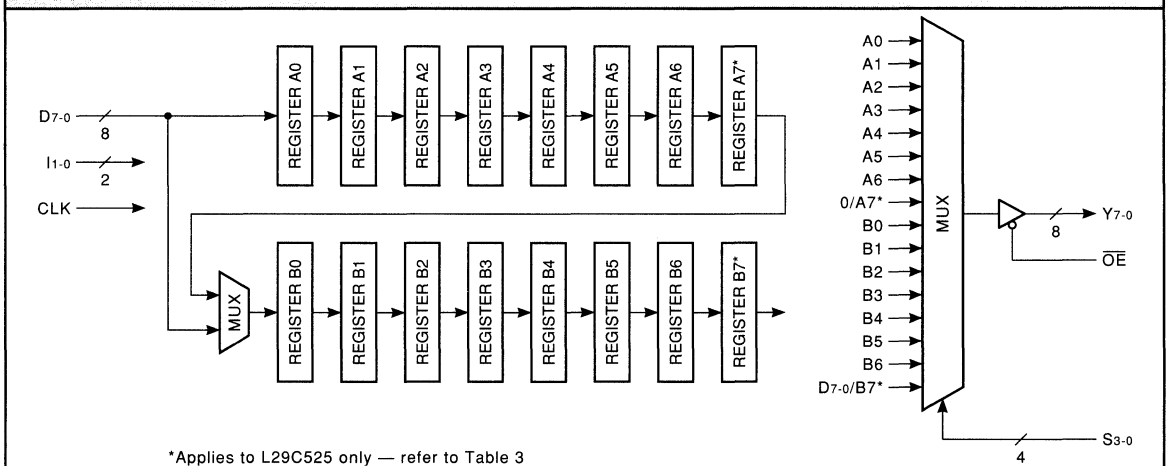 D7-0
8
I1-0
2
CLK
REGISTER A0
REGISTER A1
REGISTER A2
REGISTER A3
REGISTER A4
REGISTER A5
REGISTER A6
REGISTER A7*
MUX
REGISTER B0
REGISTER B1
REGISTER B2
REGISTER B3
REGISTER B4
REGISTER B5
REGISTER B6
REGISTER B7*
A0
A1
A2
A3
A4
A5
A6
0/A7*
B0
B1
B2
B3
B4
B5
B6
D7-0/B7*
MUX
8
Y7-0
OE
4
S3-0
*Applies to L29C525 only — refer to Table 3